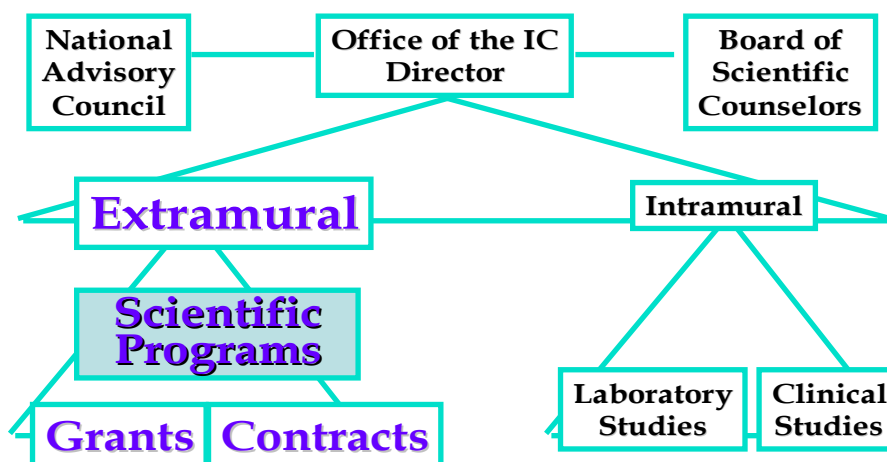 National
Advisory
Council
Office of the IC
Director
Board of
Scientific
Counselors
Extramural
Intramural
Scientific
Programs
Grants
Contracts
Laboratory
Studies
Clinical
Studies